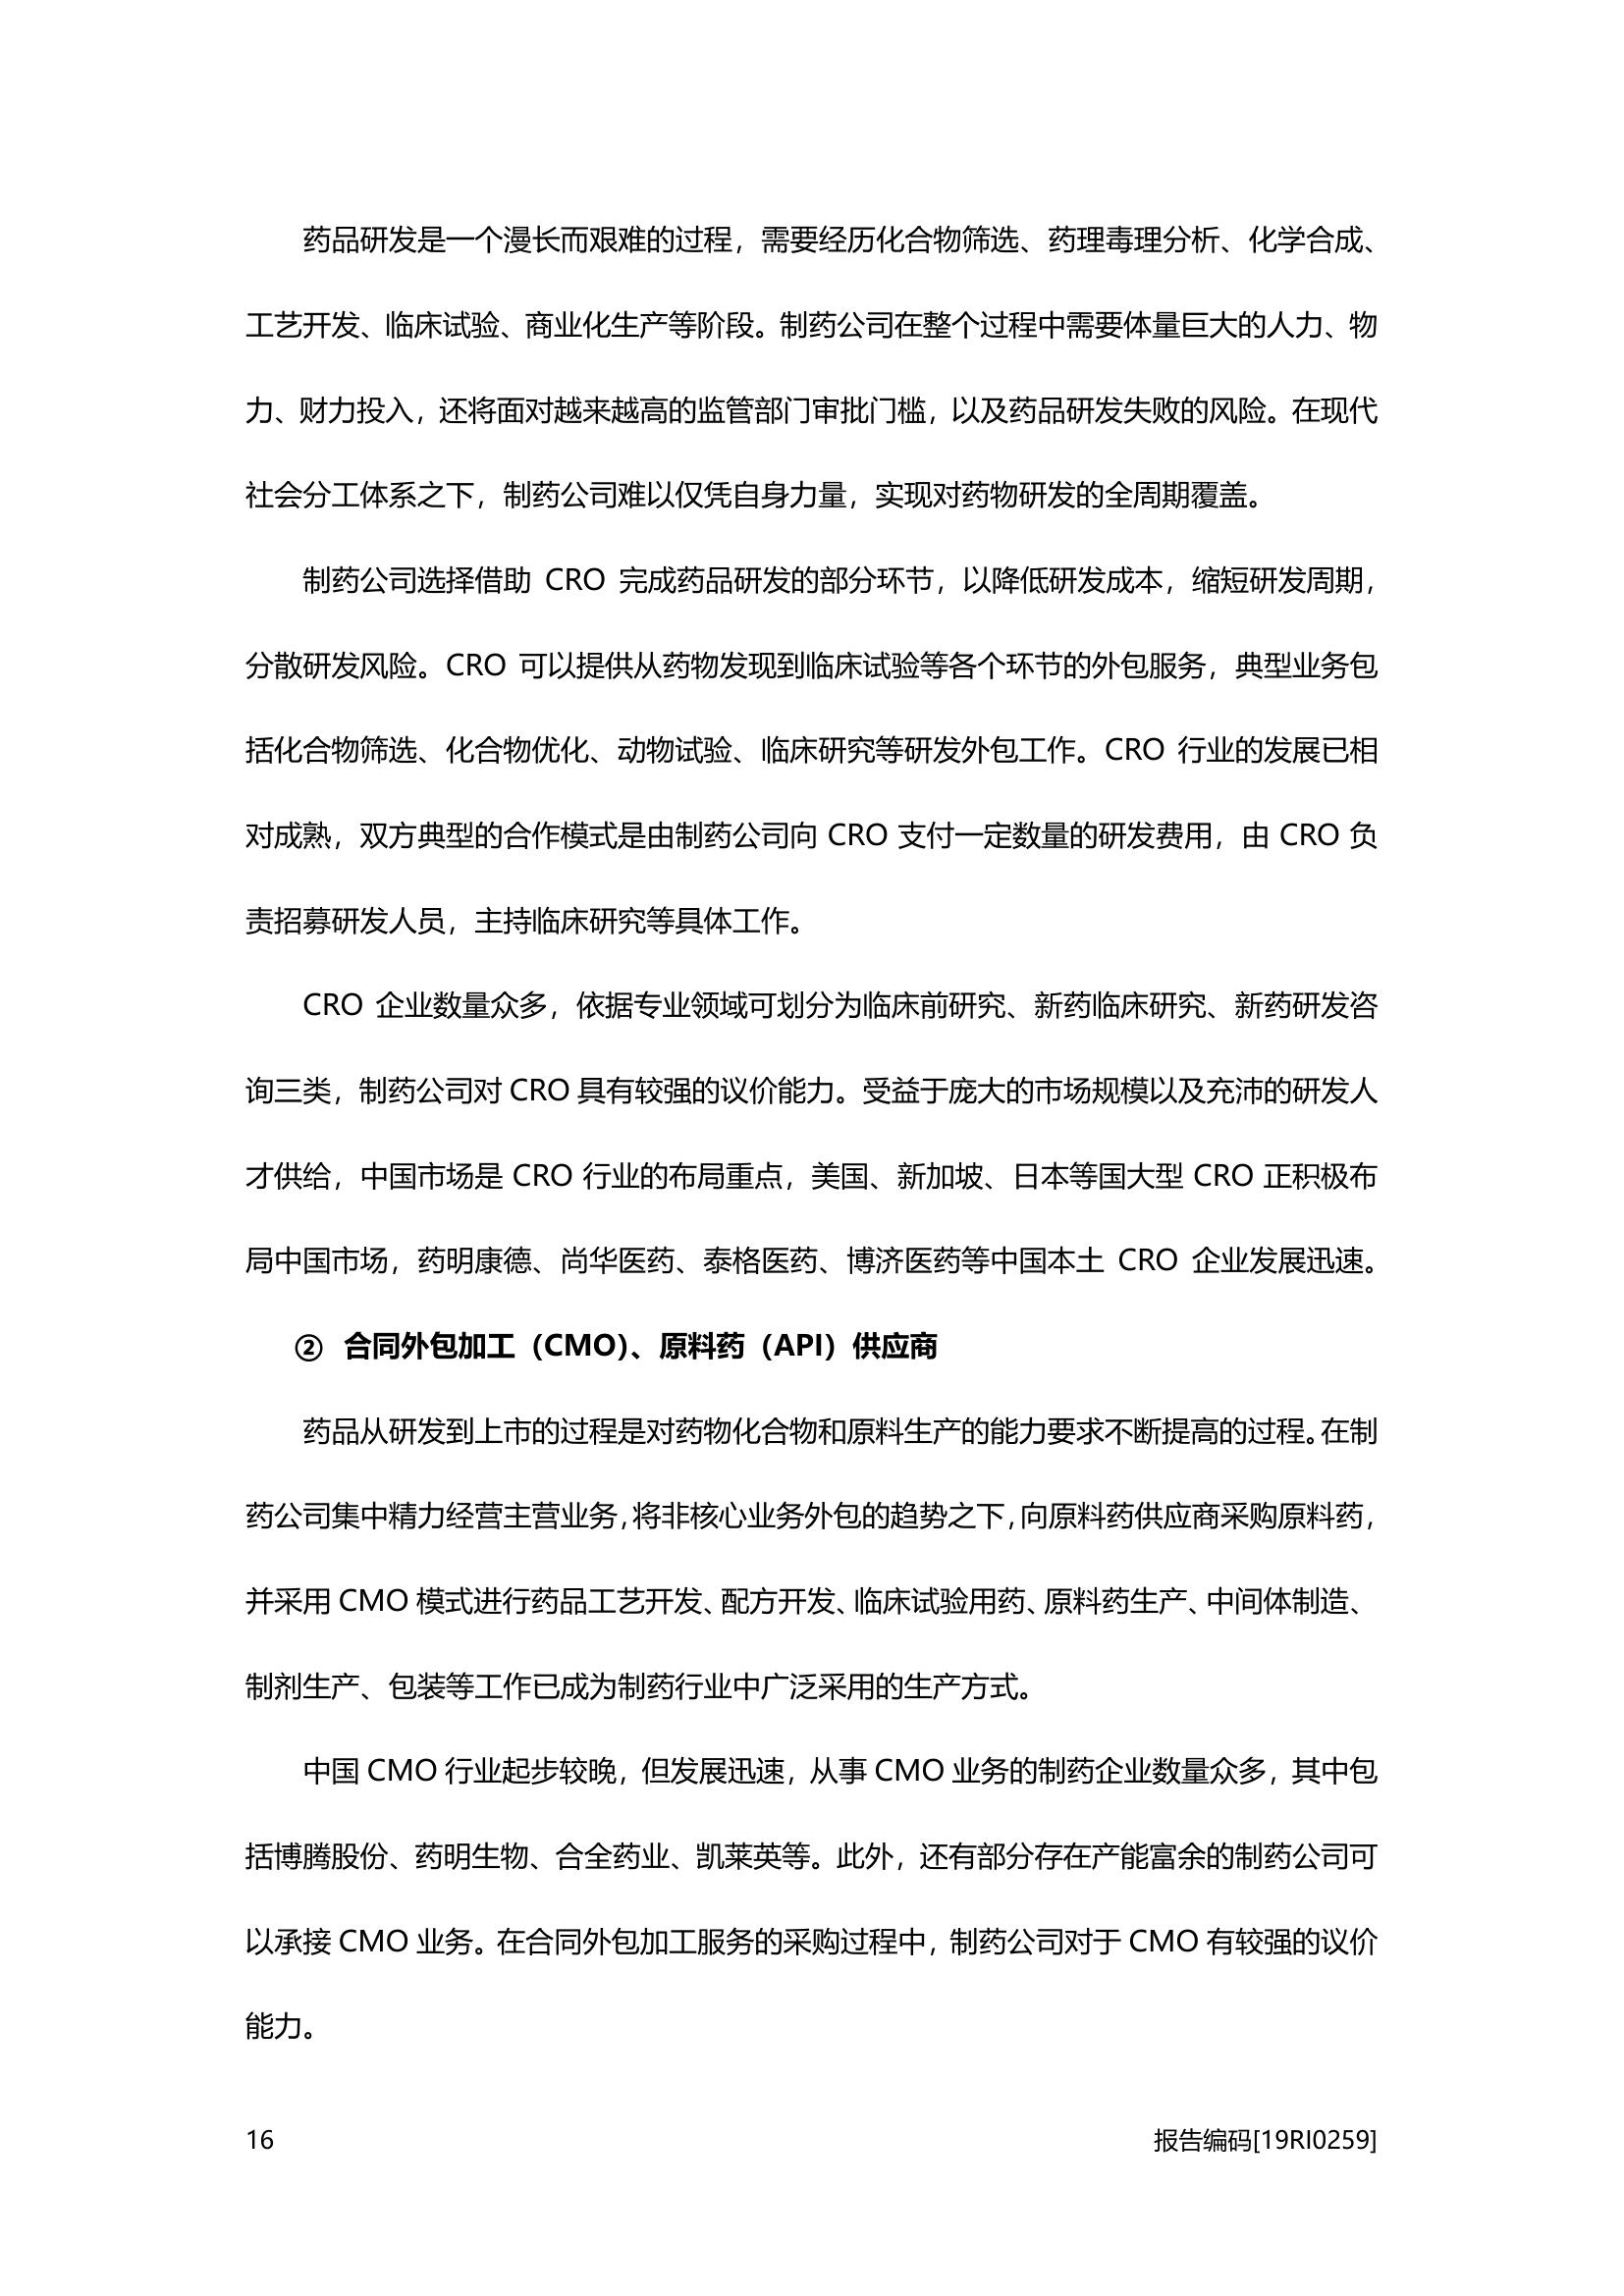 药品研发是一个漫长而艰难的过程，需要经历化合物筛选、药理毒理分析、化学合成、
工艺开发、临床试验、商业化生产等阶段。制药公司在整个过程中需要体量巨大的人力、物
力、财力投入，还将面对越来越高的监管部门审批门槛，以及药品研发失败的风险。在现代
社会分工体系之下，制药公司难以仅凭自身力量，实现对药物研发的全周期覆盖。
制药公司选择借助 CRO 完成药品研发的部分环节，以降低研发成本，缩短研发周期，
分散研发风险。CRO 可以提供从药物发现到临床试验等各个环节的外包服务，典型业务包
括化合物筛选、化合物优化、动物试验、临床研究等研发外包工作。CRO 行业的发展已相
对成熟，双方典型的合作模式是由制药公司向 CRO 支付一定数量的研发费用，由 CRO 负
责招募研发人员，主持临床研究等具体工作。
CRO 企业数量众多，依据专业领域可划分为临床前研究、新药临床研究、新药研发咨
询三类，制药公司对 CRO 具有较强的议价能力。受益于庞大的市场规模以及充沛的研发人
才供给，中国市场是 CRO 行业的布局重点，美国、新加坡、日本等国大型 CRO 正积极布
局中国市场，药明康德、尚华医药、泰格医药、博济医药等中国本土 CRO 企业发展迅速。
② 合同外包加工（CMO）、原料药（API）供应商
药品从研发到上市的过程是对药物化合物和原料生产的能力要求不断提高的过程。在制
药公司集中精力经营主营业务，将非核心业务外包的趋势之下，向原料药供应商采购原料药，
并采用 CMO 模式进行药品工艺开发、配方开发、临床试验用药、原料药生产、中间体制造、
制剂生产、包装等工作已成为制药行业中广泛采用的生产方式。
中国 CMO 行业起步较晚，但发展迅速，从事 CMO 业务的制药企业数量众多，其中包
括博腾股份、药明生物、合全药业、凯莱英等。此外，还有部分存在产能富余的制药公司可
以承接 CMO 业务。在合同外包加工服务的采购过程中，制药公司对于 CMO 有较强的议价
能力。
16 报告编码[19RI0259]